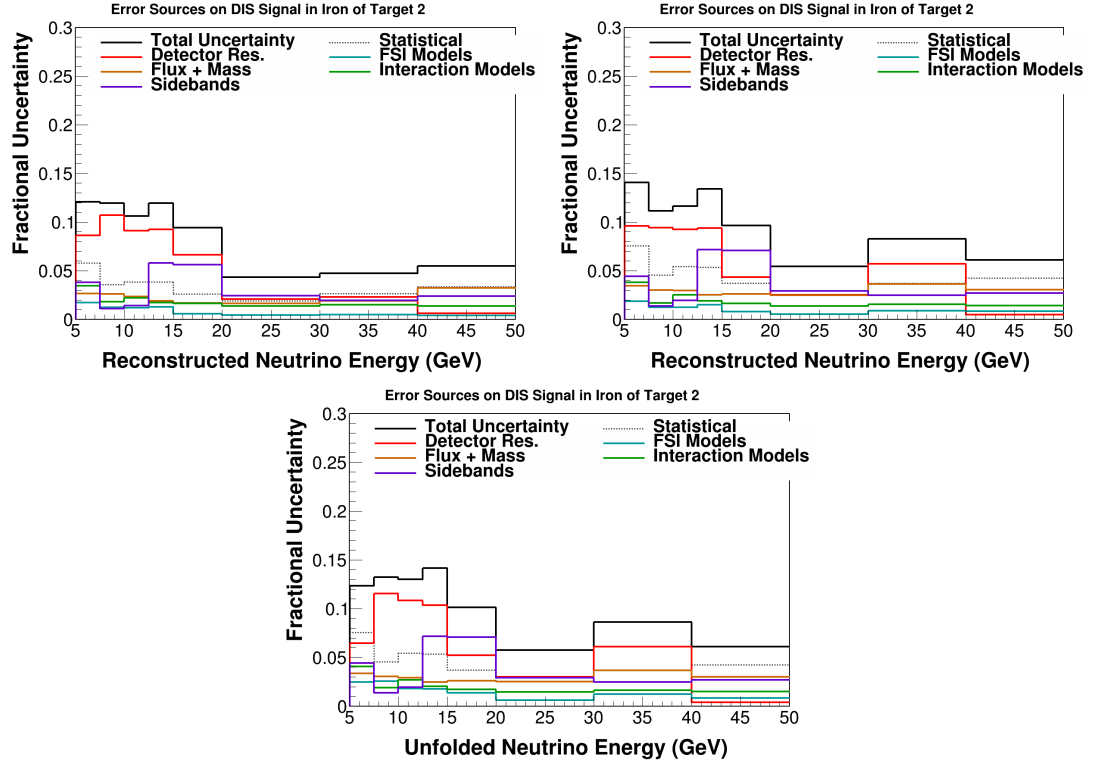 Error Sources on DIS Signal in Iron of Target 2
0.3
0.25
0.2
0.15
0.1
0.05
0
Fractional Uncertainty
Total Uncertainty
Detector Res.
Flux + Mass
Sidebands
Statistical
FSI Models
Interaction Models
5 10 15 20 25 30 35 40 45 50
Reconstructed Neutrino Energy (GeV)
Error Sources on DIS Signal in Iron of Target 2
0.3
0.25
0.2
0.15
0.1
0.05
0
Fractional Uncertainty
Total Uncertainty
Detector Res.
Flux + Mass
Sidebands
Statistical
FSI Models
Interaction Models
5 10 15 20 25 30 35 40 45 50
Reconstructed Neutrino Energy (GeV)
Error Sources on DIS Signal in Iron of Target 2
0.3
0.25
0.2
0.15
0.1
0.05
0
Fractional Uncertainty
Total Uncertainty
Detector Res.
Flux + Mass
Sidebands
Statistical
FSI Models
Interaction Models
5 10 15 20 25 30 35 40 45 50
Unfolded Neutrino Energy (GeV)